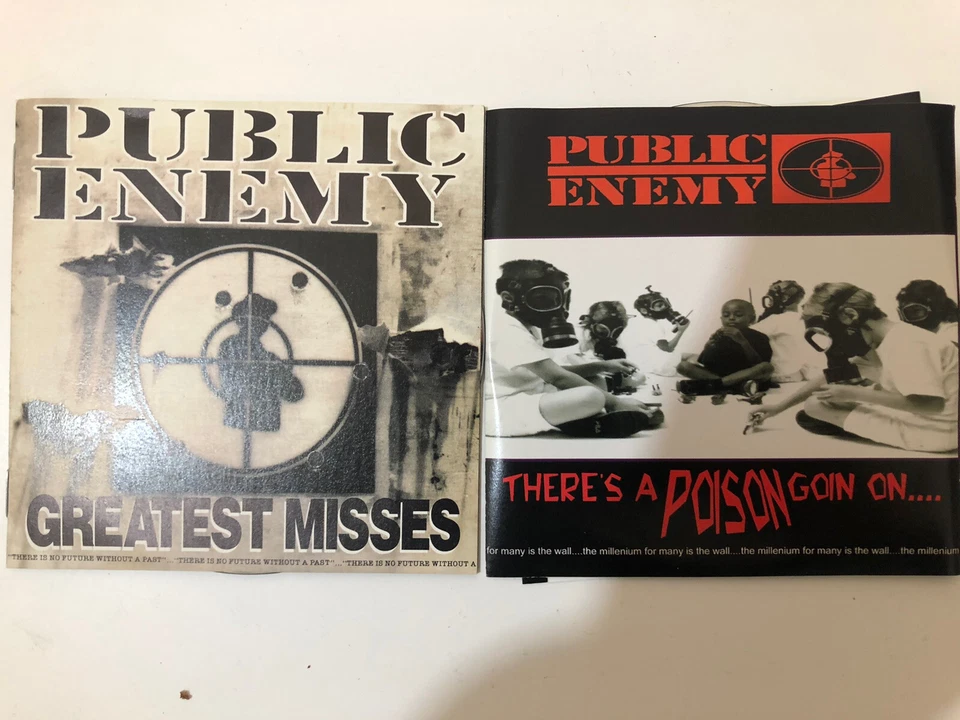 PUBLIC
ENEMY
GREATEST MISSES
"THERE IS NO FUTURE WITHOUT A PAST"..."THERE IS NO FUTURE WITHOUT A PAST"..."THERE IS NO FUTURE WITHOUT A
PUBLIC
ENEMY
THERE'S A POISON GOIN ON....
for many is the wall....the millenium for many is the wall....the millenium for many is the wall....the millenium